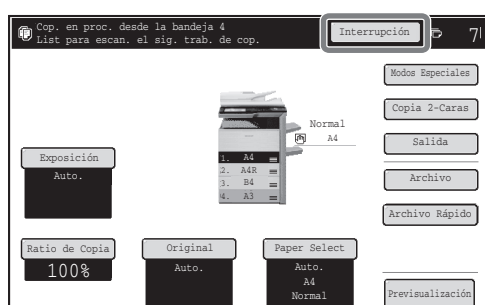 Cop. en proc. desde la bandeja 4
List para escan. el sig. trab. de cop.
Interrupción
7
Modos Especiales
Copia 2-Caras
Salida
Archivo
Archivo Rápido
Previsualización
Normal
A4
1. A4
2. A4R
3. B4
4. A3
Exposición
Auto.
Ratio de Copia
100%
Original
Auto.
Paper Select
Auto.
A4
Normal